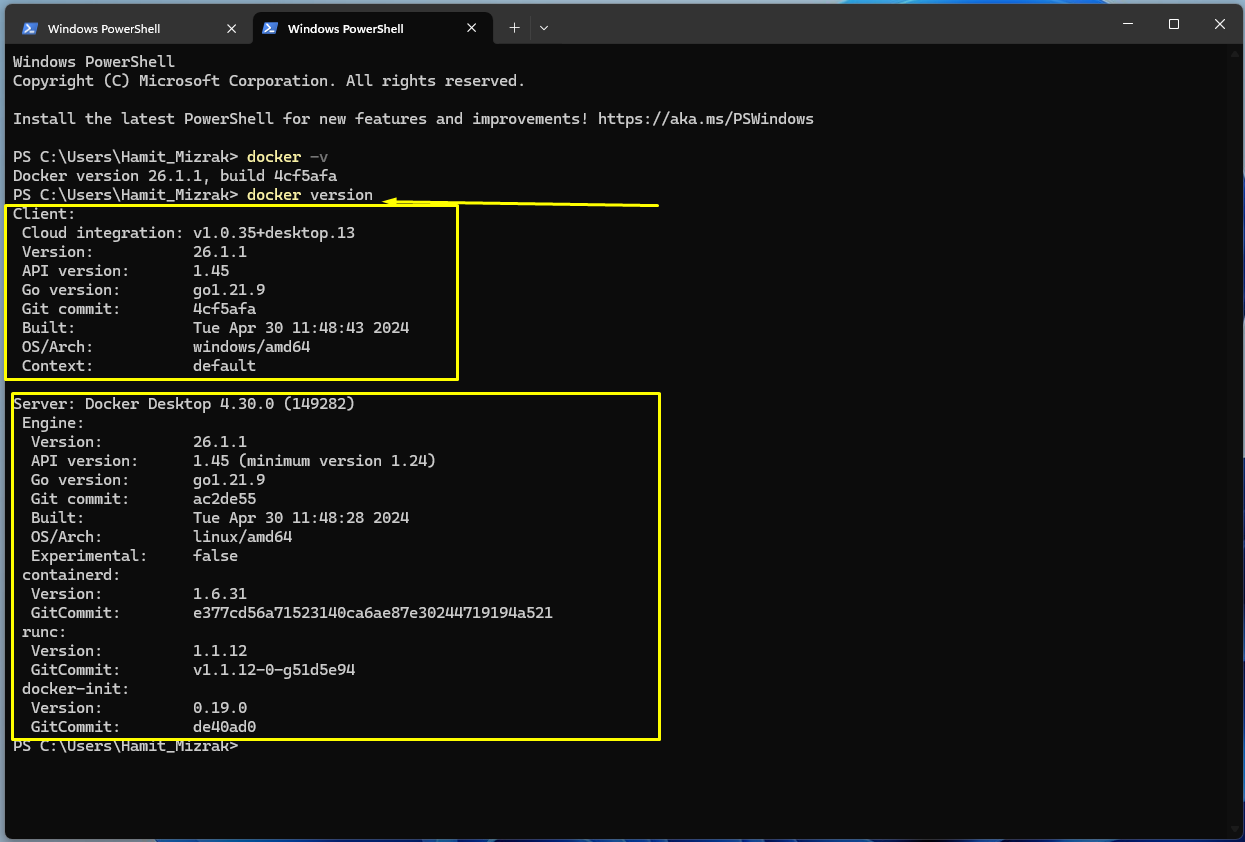 Windows PowerShell
Windows PowerShell
Windows PowerShell
Copyright (C) Microsoft Corporation. All rights reserved.
Install the latest PowerShell for new features and improvements! https://aka.ms/PSWindows
PS C:\Users\Hamit_Mizrak> docker -v
Docker version 26.1.1, build 4cf5afa
PS C:\Users\Hamit_Mizrak> docker version
Client:
Cloud integration: v1.0.35+desktop.13
Version: 26.1.1
API version: 1.45
Go version: go1.21.9
Git commit: 4cf5afa
Built: Tue Apr 30 11:48:43 2024
OS/Arch: windows/amd64
Context: default
Server: Docker Desktop 4.30.0 (149282)
Engine:
Version: 26.1.1
API version: 1.45 (minimum version 1.24)
Go version: go1.21.9
Git commit: ac2de55
Built: Tue Apr 30 11:48:28 2024
OS/Arch: linux/amd64
Experimental: false
containerd:
Version: 1.6.31
GitCommit: e377cd56a71523140ca6ae87e30244719194a521
runc:
Version: 1.1.12
GitCommit: v1.1.12-0-g51d5e94
docker-init:
Version: 0.19.0
GitCommit: de40ad0
PS C:\Users\Hamit_Mizrak>